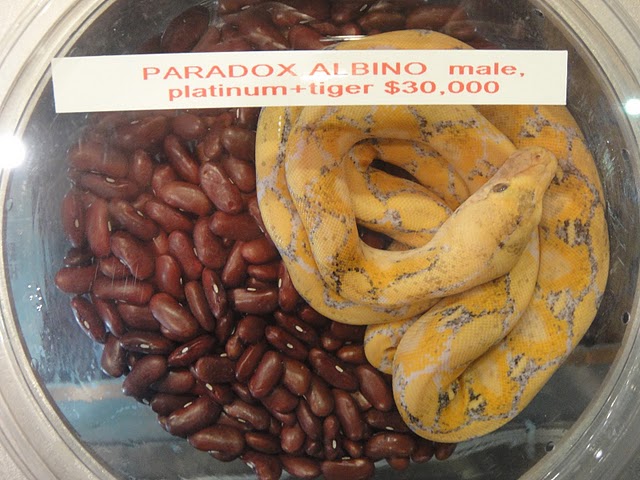 PARADOX ALBINO male,
platinum+tiger $30,000